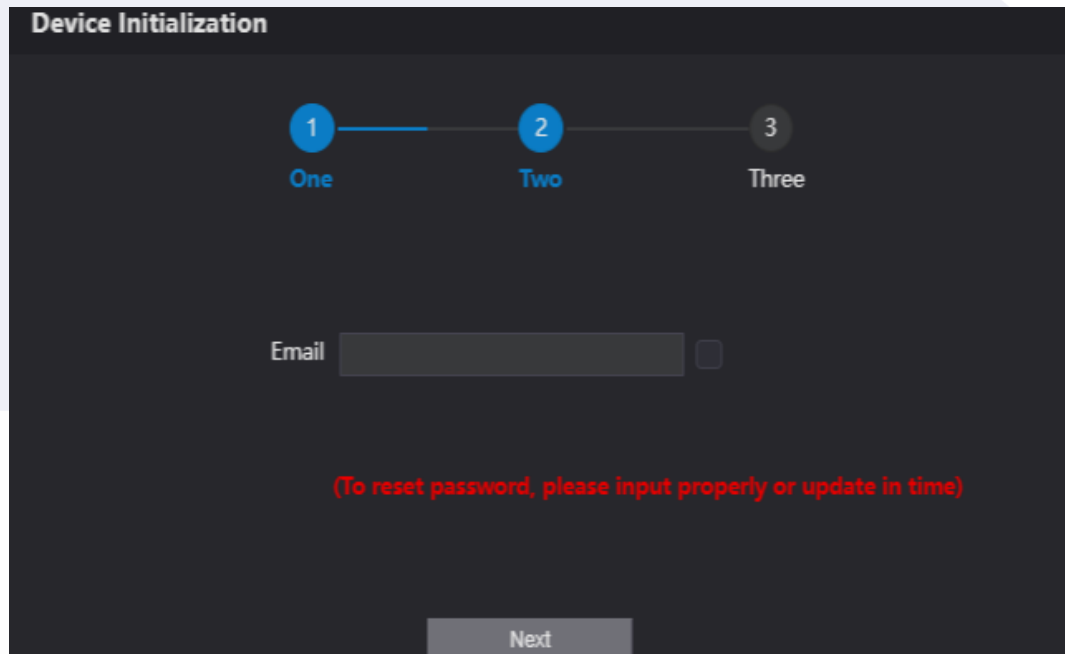 Device Initialization
1 2 3
One Two Three
Email
(To reset password, please input properly or update in time)
Next